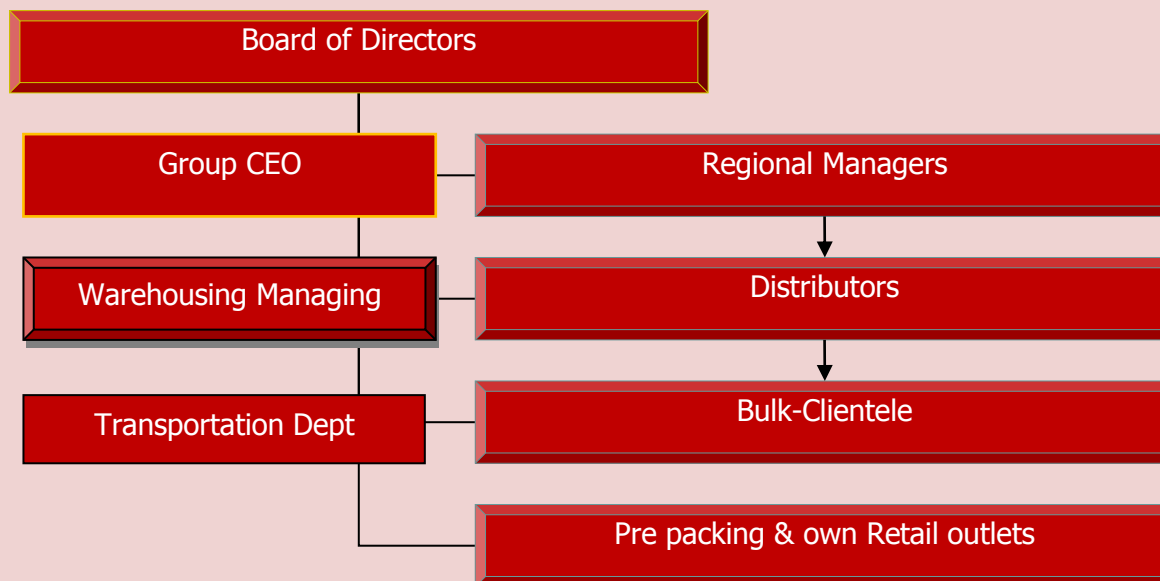 Board of Directors
Group CEO
Regional Managers
Warehousing Managing
Distributors
Transportation Dept
Bulk-Clientele
Pre packing & own Retail outlets